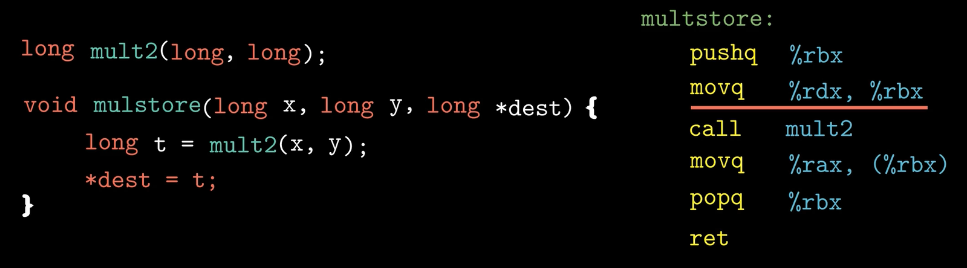 long mult2(long, long);
void mulstore(long x, long y, long *dest) {
long t = mult2(x, y);
*dest = t;
}
multstore:
pushq %rbx
movq %rdx, %rbx
call mult2
movq %rax, (%rbx)
popq %rbx
ret